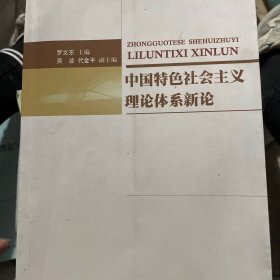 ZHONGGUOTESE SHEHUIZHUYI
LILUNTIXI XINLUN
罗文东 主编
吴波 代金平 副主编
中国特色社会主义
理论体系新论